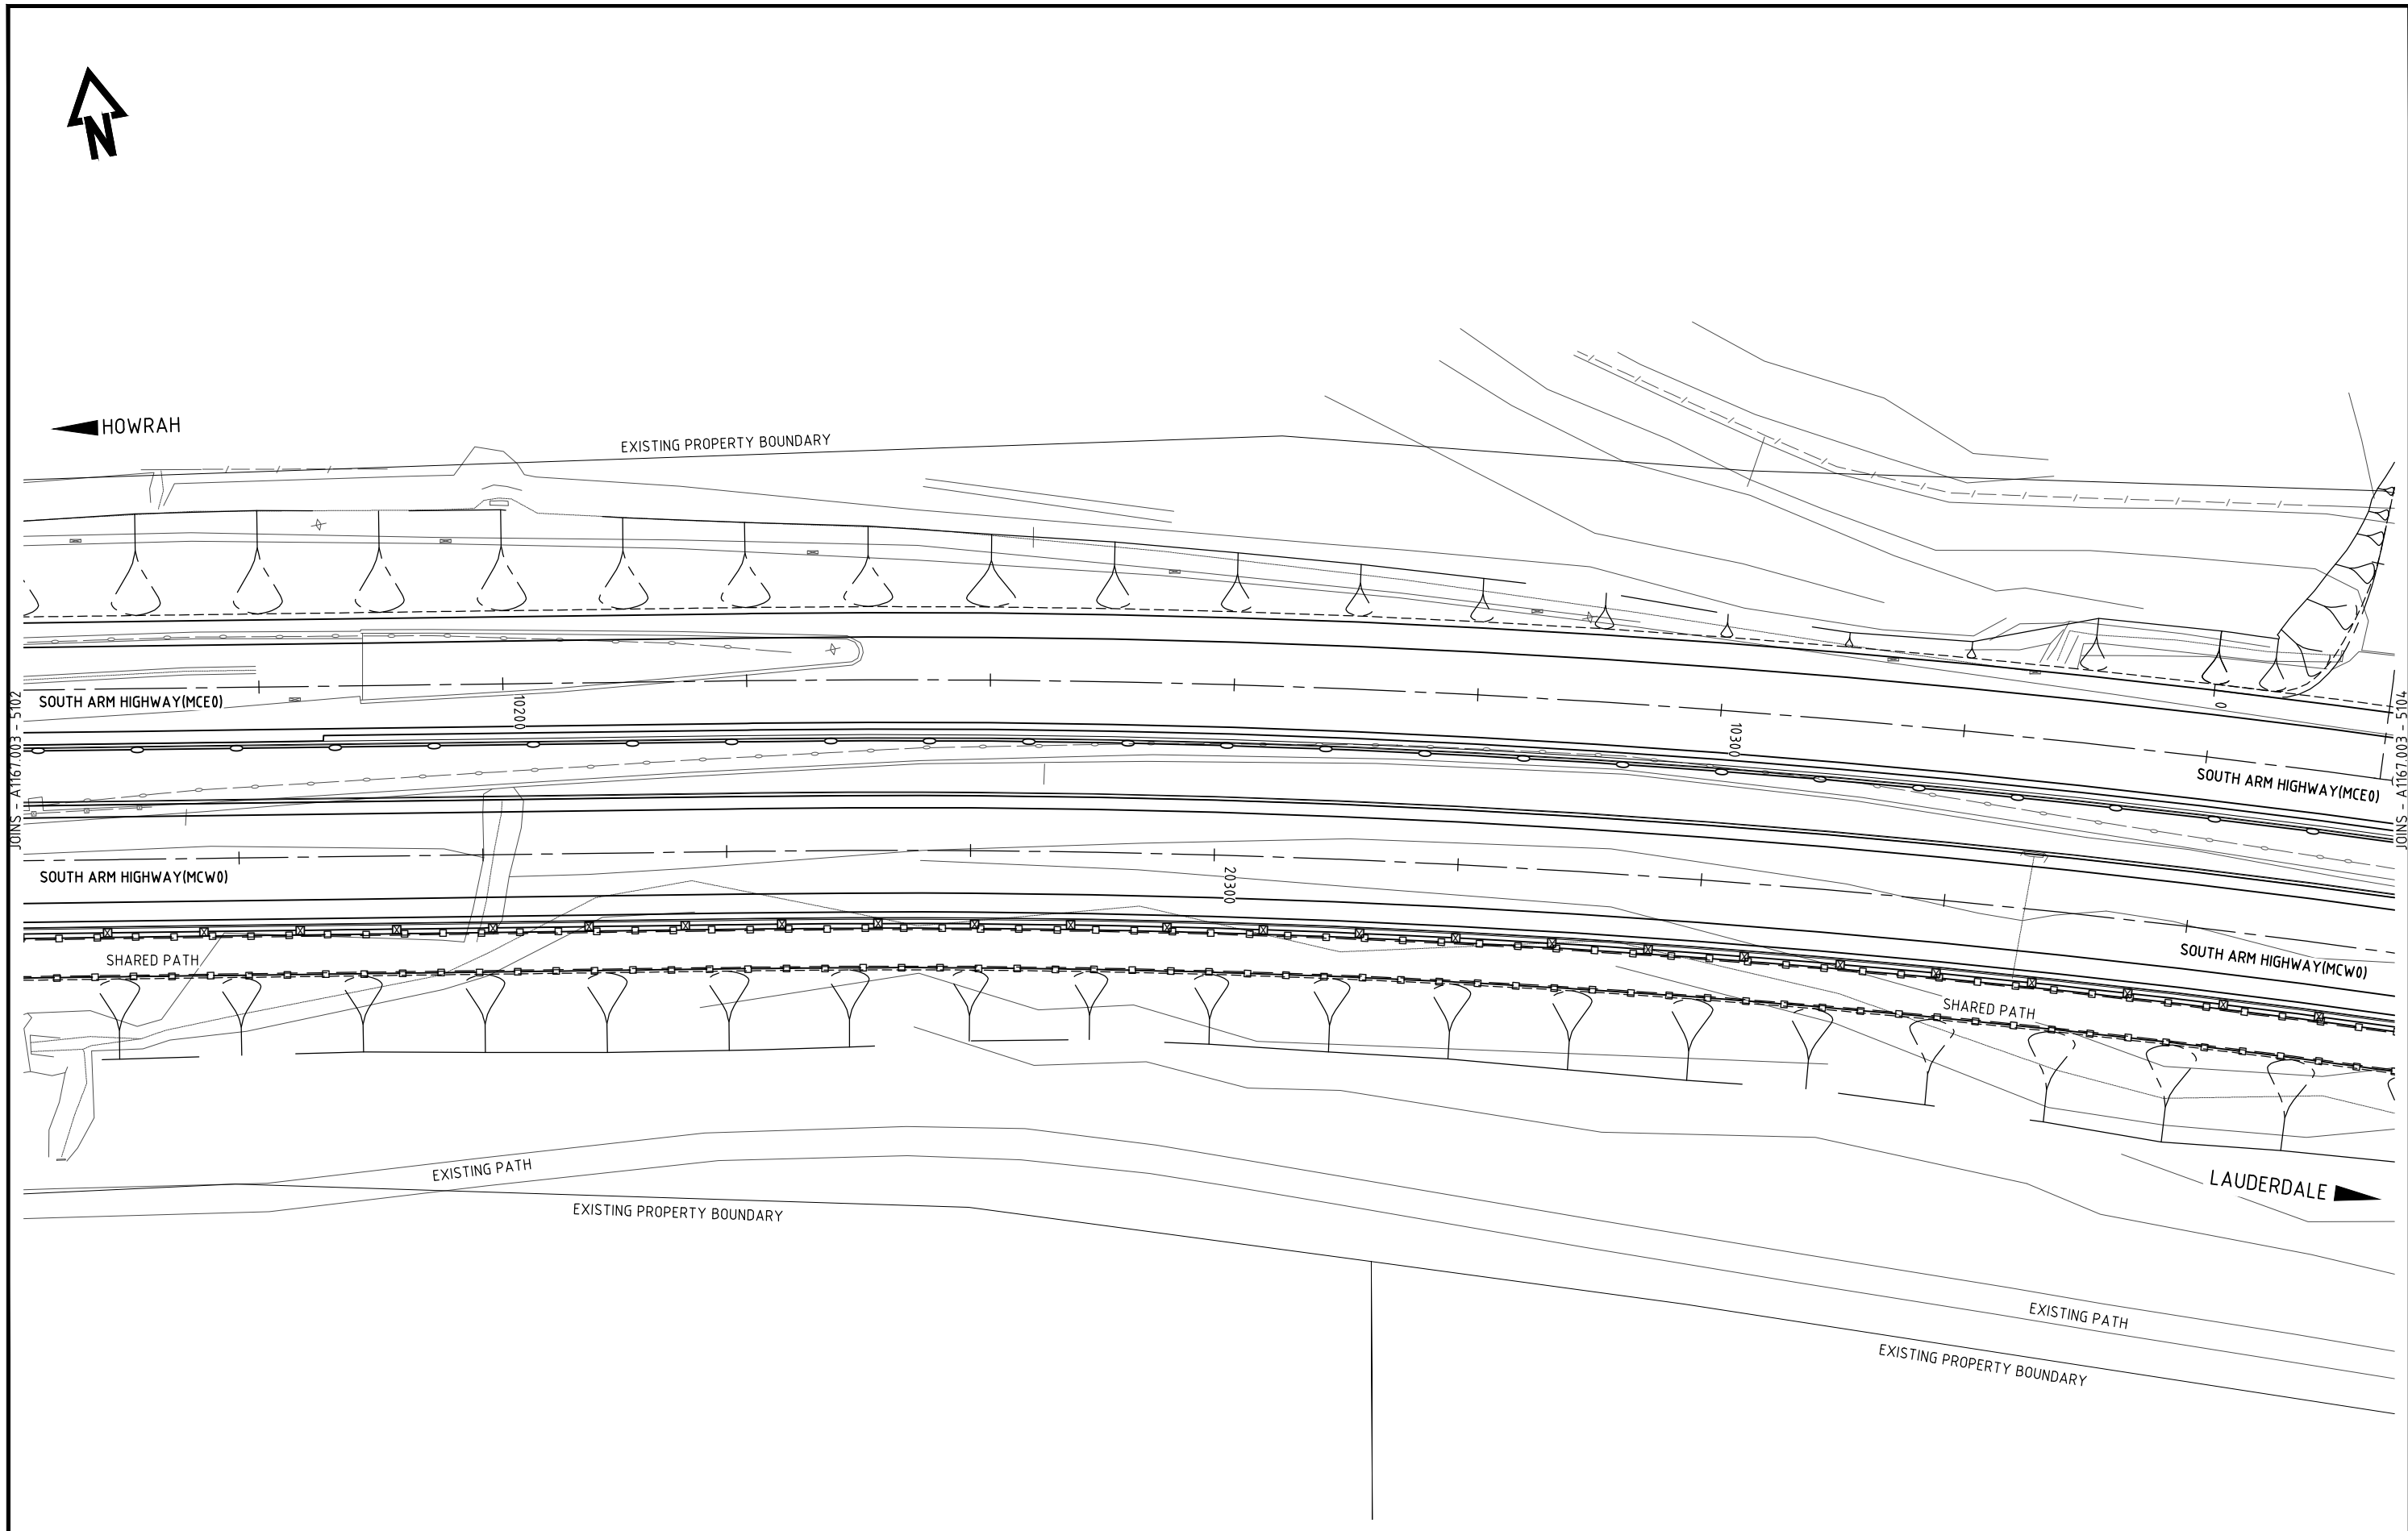 N
HOWRAH
EXISTING PROPERTY BOUNDARY
SOUTH ARM HIGHWAY(MCE0)
10200
10300
SOUTH ARM HIGHWAY(MCE0)
JOINS - A1167.003 - 5102
JOINS - A1167.003 - 5104
SOUTH ARM HIGHWAY(MCW0)
20300
SHARED PATH
SOUTH ARM HIGHWAY(MCW0)
SHARED PATH
EXISTING PATH
LAUDERDALE
EXISTING PROPERTY BOUNDARY
EXISTING PATH
EXISTING PROPERTY BOUNDARY